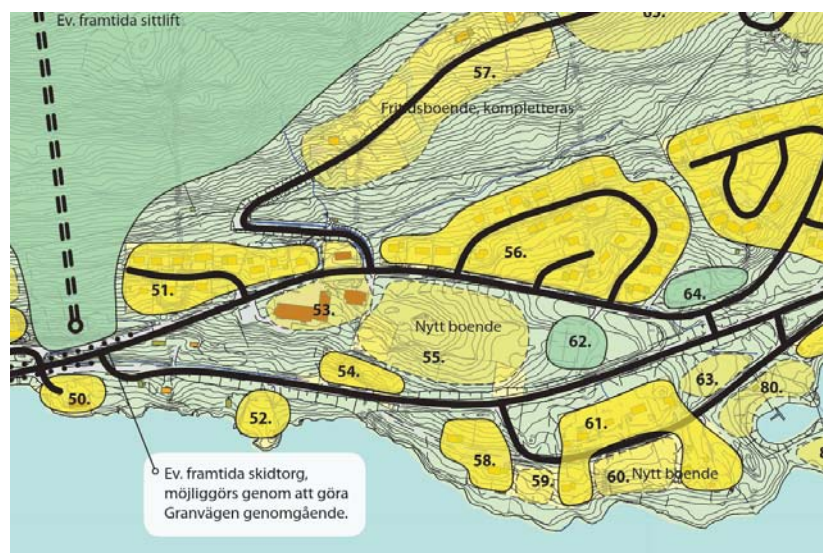 Ev. framtida sittlift
57.
Fritidsboende, kompletteras
56.
51.
53.
64.
Nytt boende
55.
62.
54.
63.
80.
50.
52.
61.
58.
59.
60.
Nytt boende
Ev. framtida skidtorg,
möjliggörs genom att göra
Granvägen genomgående.